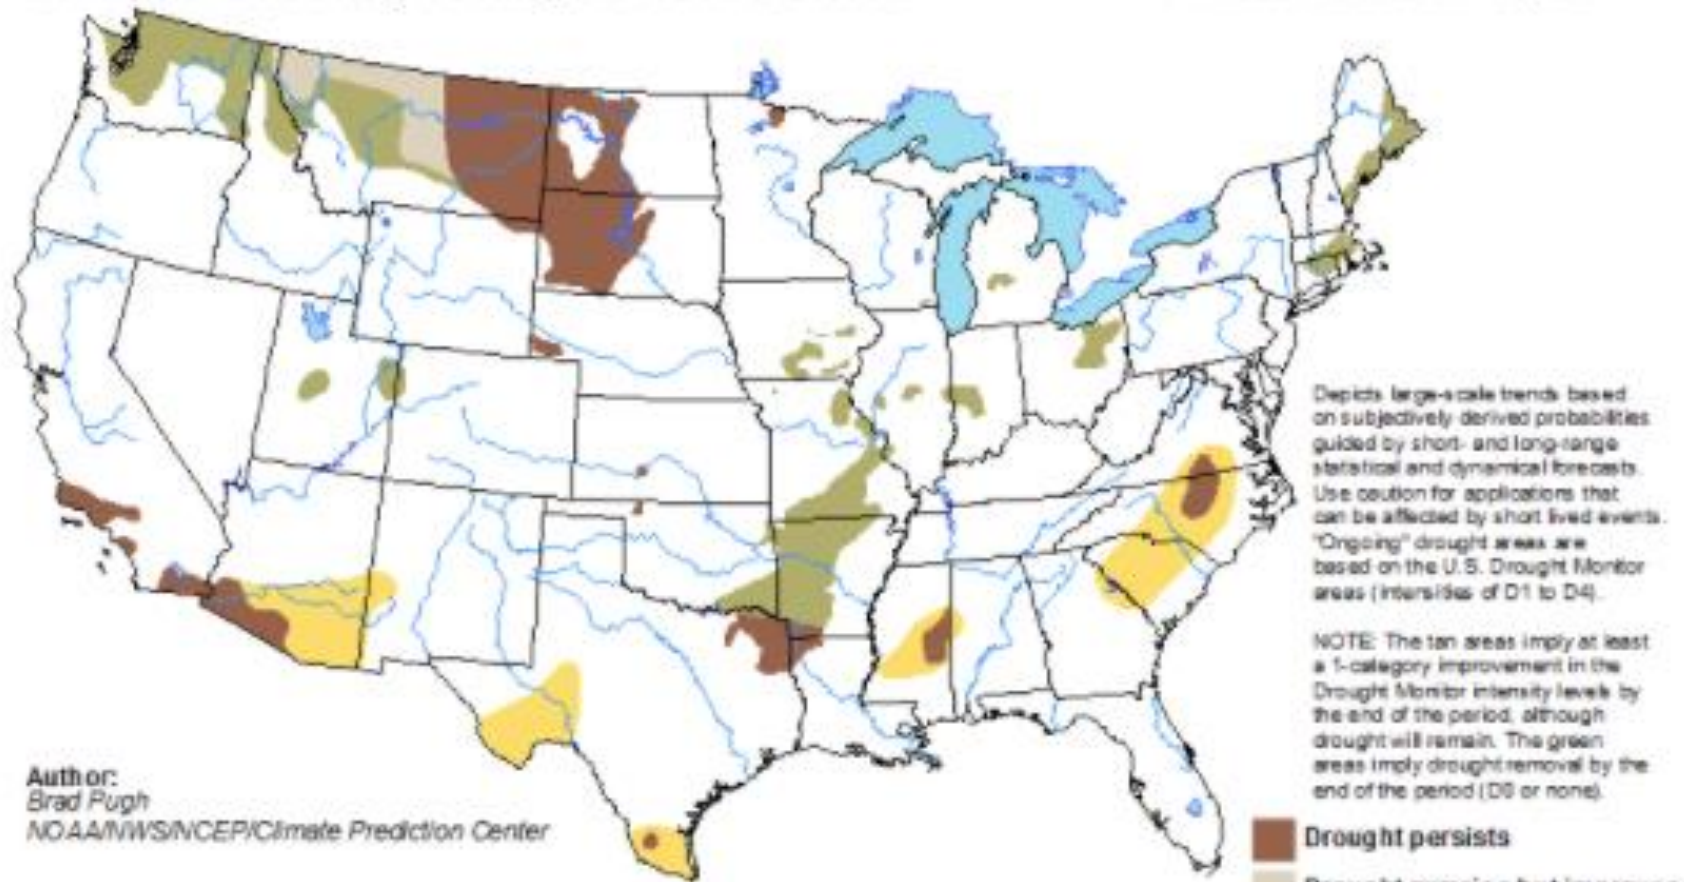 Depicts large-scale trends based
on subjectively derived probabilities
guided by short- and long-range
statistical and dynamical forecasts.
Use caution for applications that
can be affected by short lived events.
"Ongoing" drought areas are
based on the U.S. Drought Monitor
areas (intensities of D1 to D4).
NOTE: The tan areas imply at least
a 1-category improvement in the
Drought Monitor intensity levels by
the end of the period, although
drought will remain. The green
areas imply drought removal by the
end of the period (D0 or none).
Author:
Brad Pugh
NOAA/NWS/NCEP/Climate Prediction Center
Drought persists